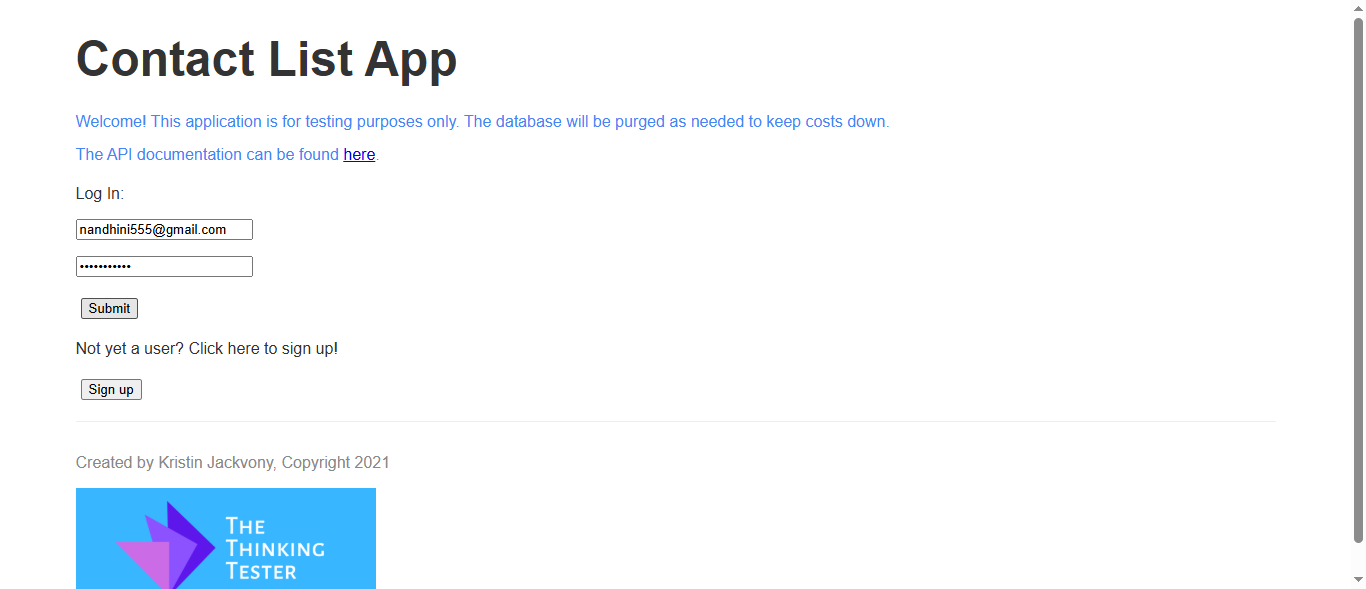 Contact List App
Welcome! This application is for testing purposes only. The database will be purged as needed to keep costs down.
The API documentation can be found here.
Log In:
nandhini555@gmail.com
•••••••••••
Submit
Not yet a user? Click here to sign up!
Sign up
Created by Kristin Jackvony, Copyright 2021
THE
THINKING
TESTER